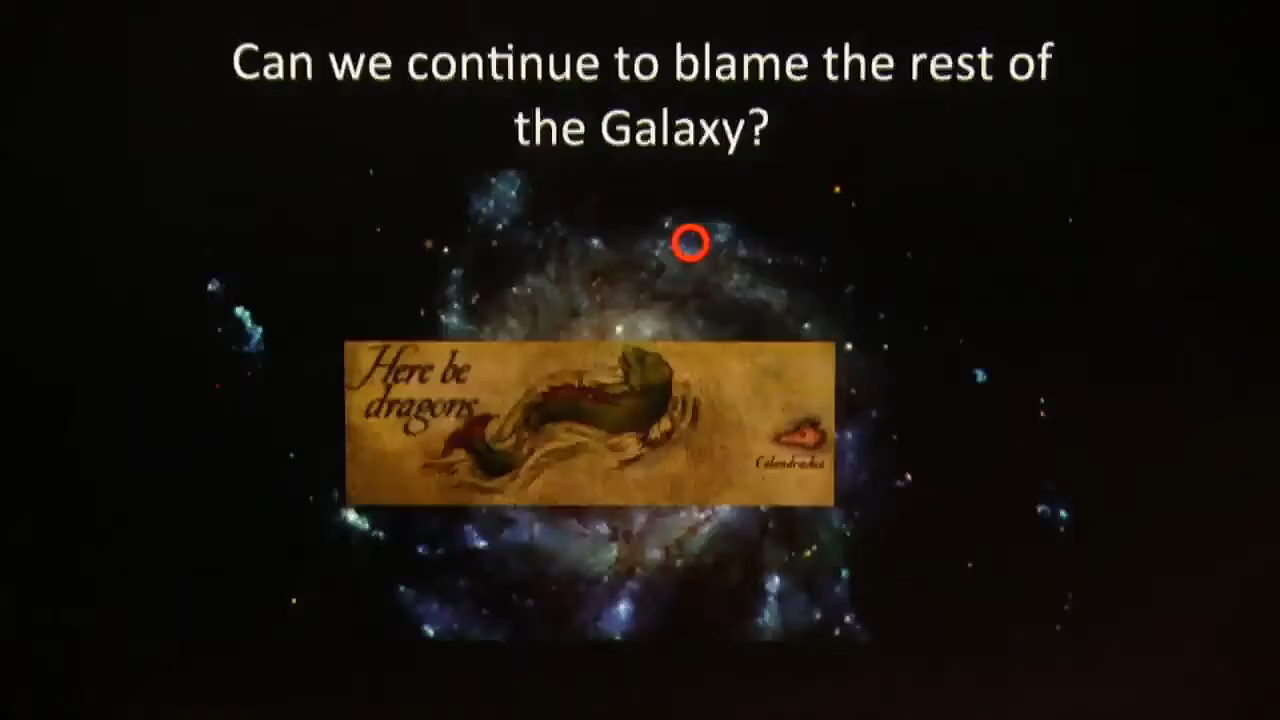 Can we continue to blame the rest of
the Galaxy?
Here be
dragons